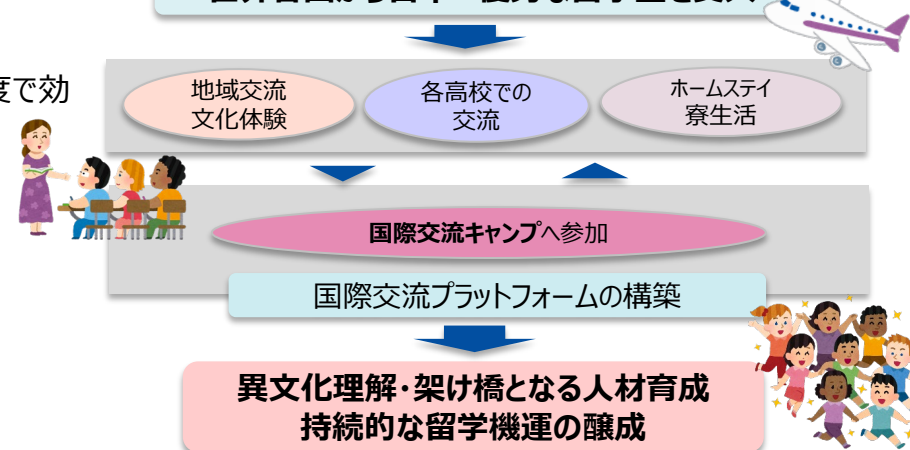 度で効
地域交流
文化体験
各高校での
交流
ホームステイ
寮生活
国際交流キャンプへ参加
国際交流プラットフォームの構築
異文化理解・架け橋となる人材育成
持続的な留学機運の醸成